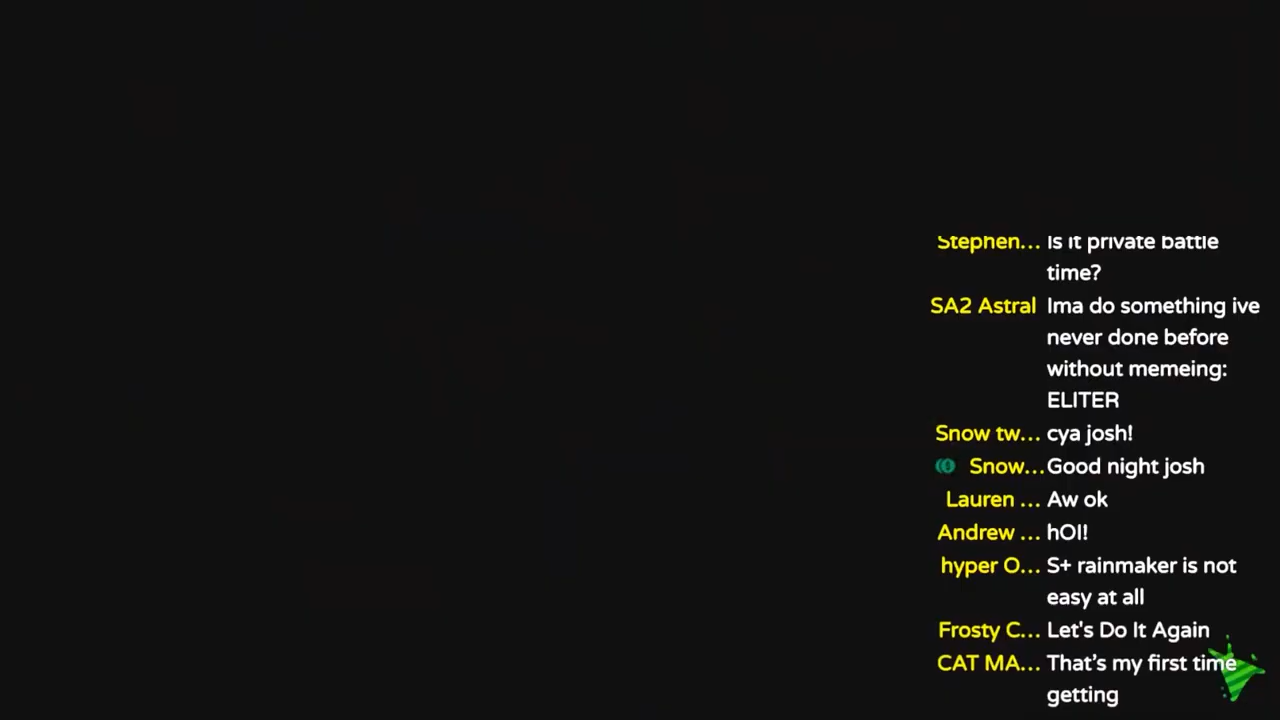 Stephen… Is it private battle
time?
SA2 Astral Ima do something ive
never done before
without memeing:
ELITER
Snow tw… cya josh!
Snow… Good night josh
Lauren … Aw ok
Andrew … hOI!
hyper O… S+ rainmaker is not
easy at all
Frosty C… Let's Do It Again
CAT MA… That's my first time
getting